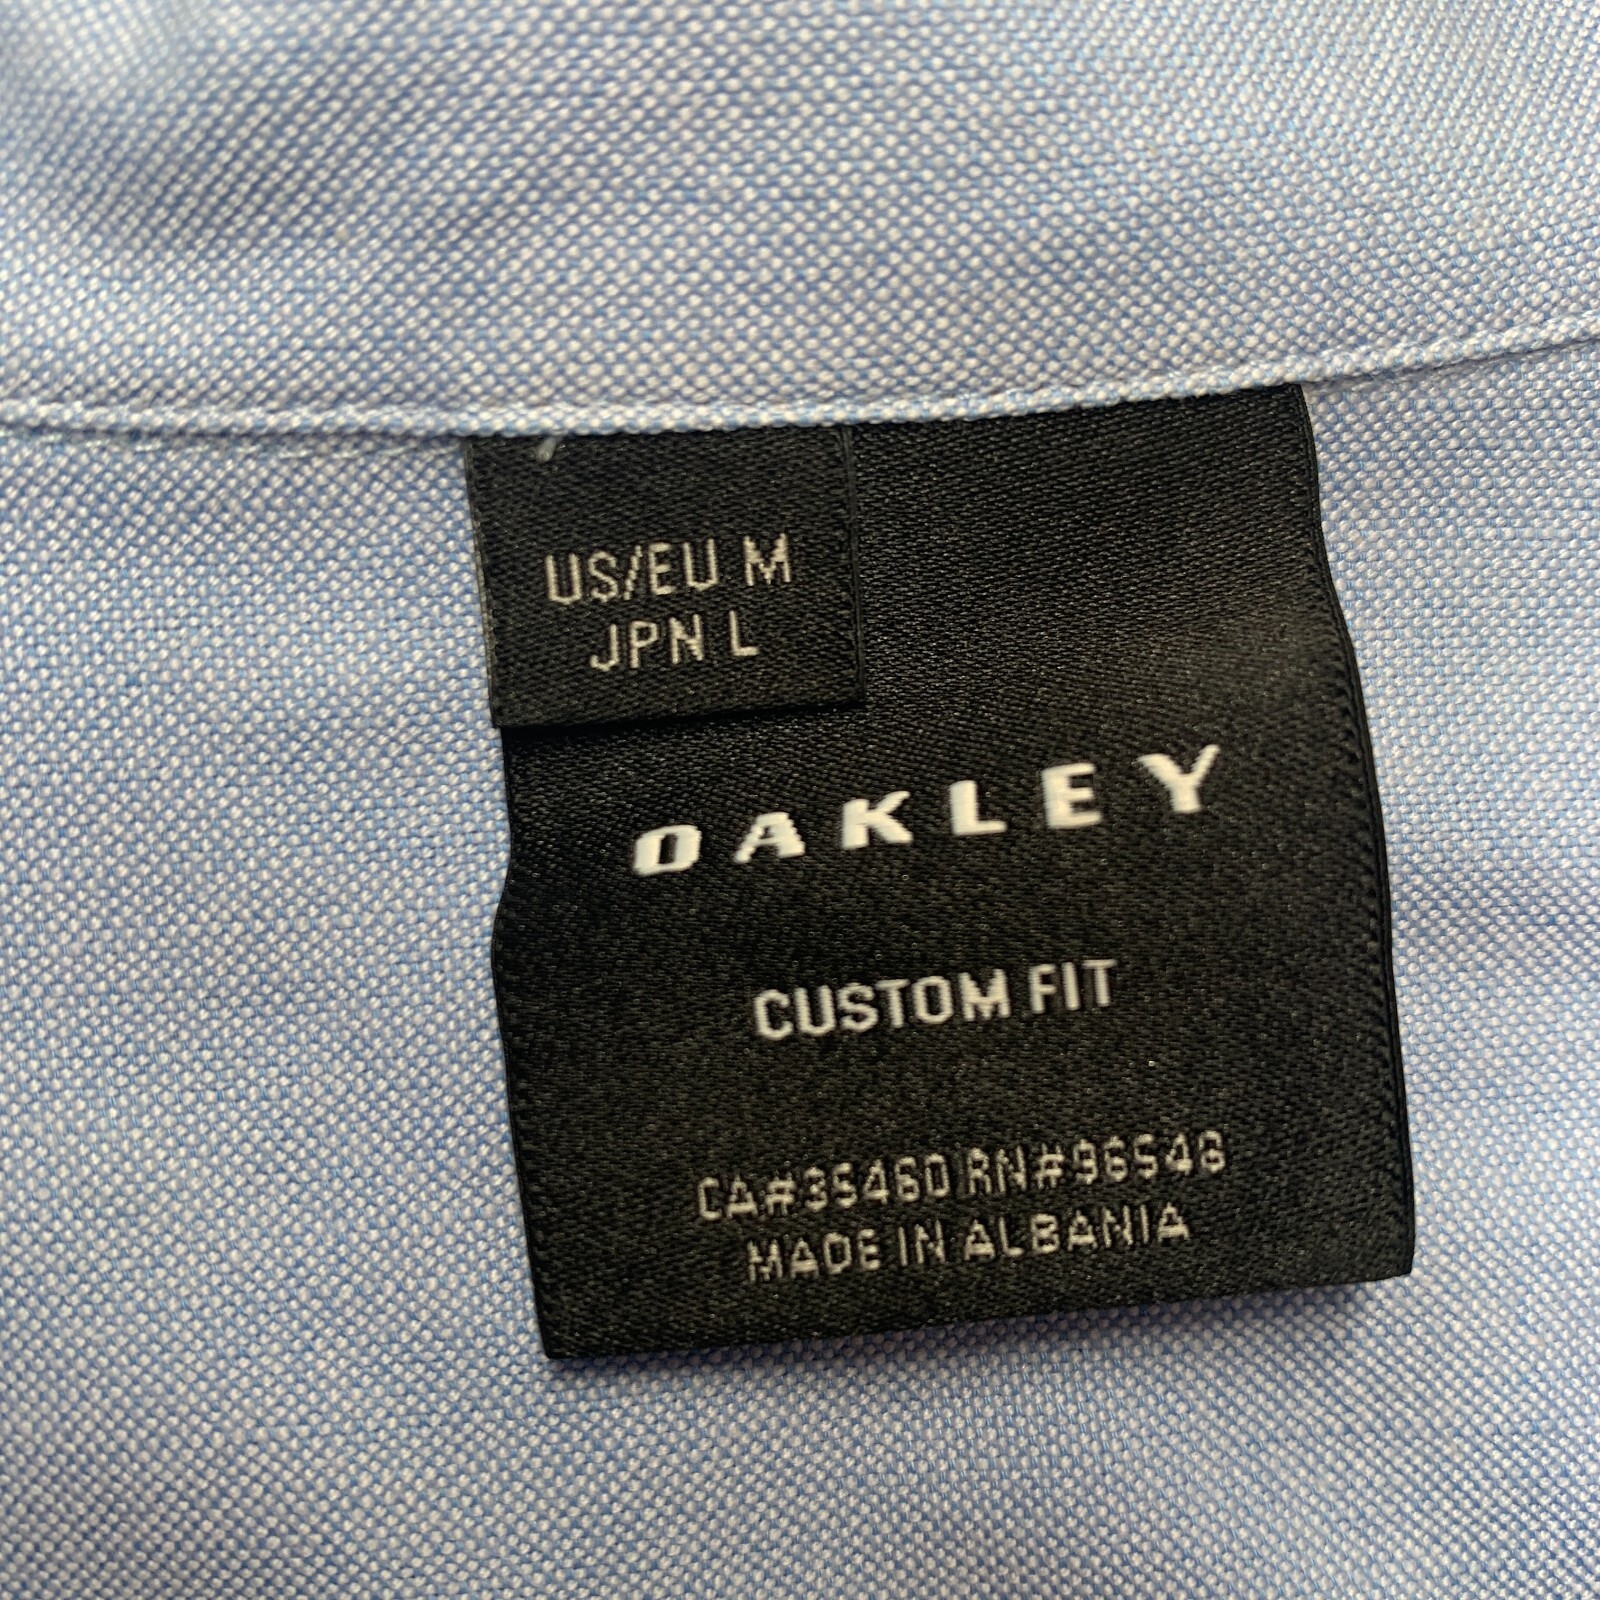 US/EU M
JPN L
OAKLEY
CUSTOM FIT
CA#35460 RN#96548
MADE IN ALBANIA